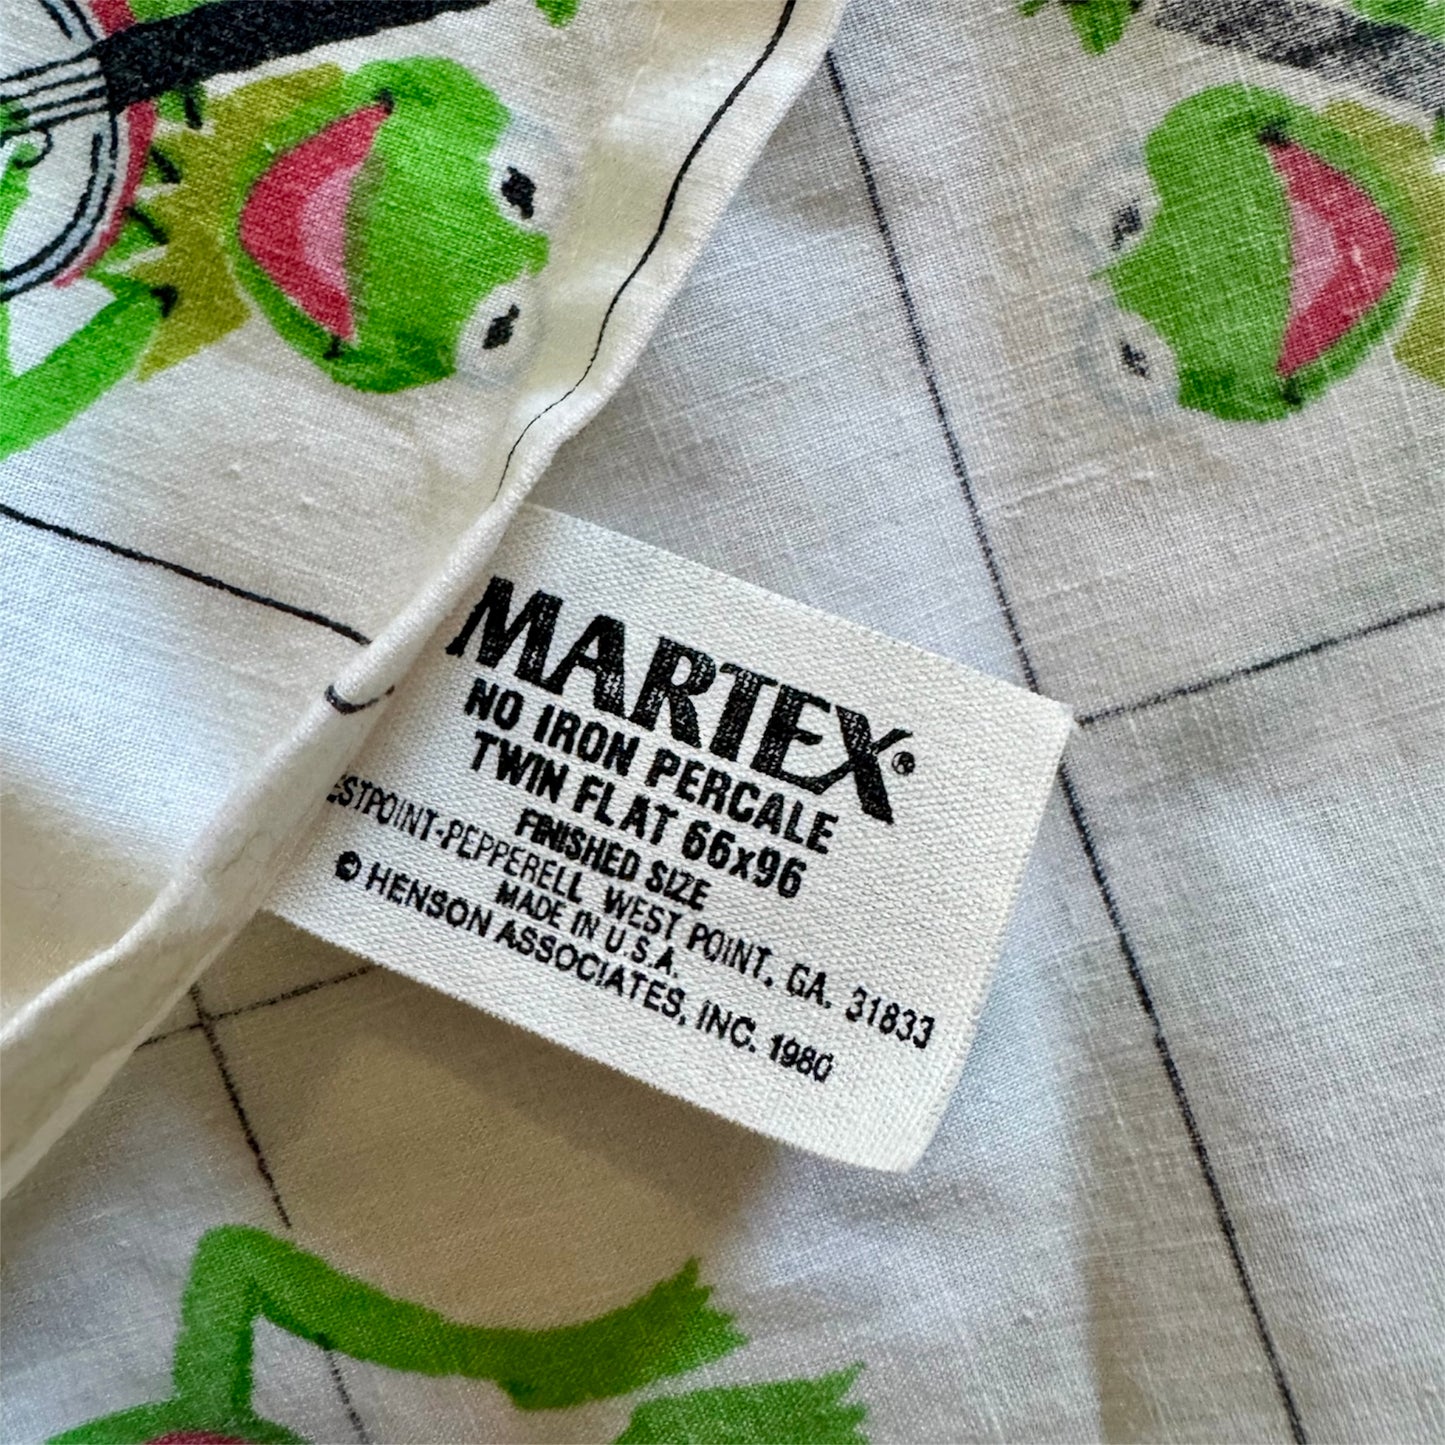 MARTEX®
NO IRON PERCALE
TWIN FLAT 66x96
FINISHED SIZE
ESTPOINT-PEPPERELL WEST POINT, GA. 31833
MADE IN U.S.A.
© HENSON ASSOCIATES, INC. 1980